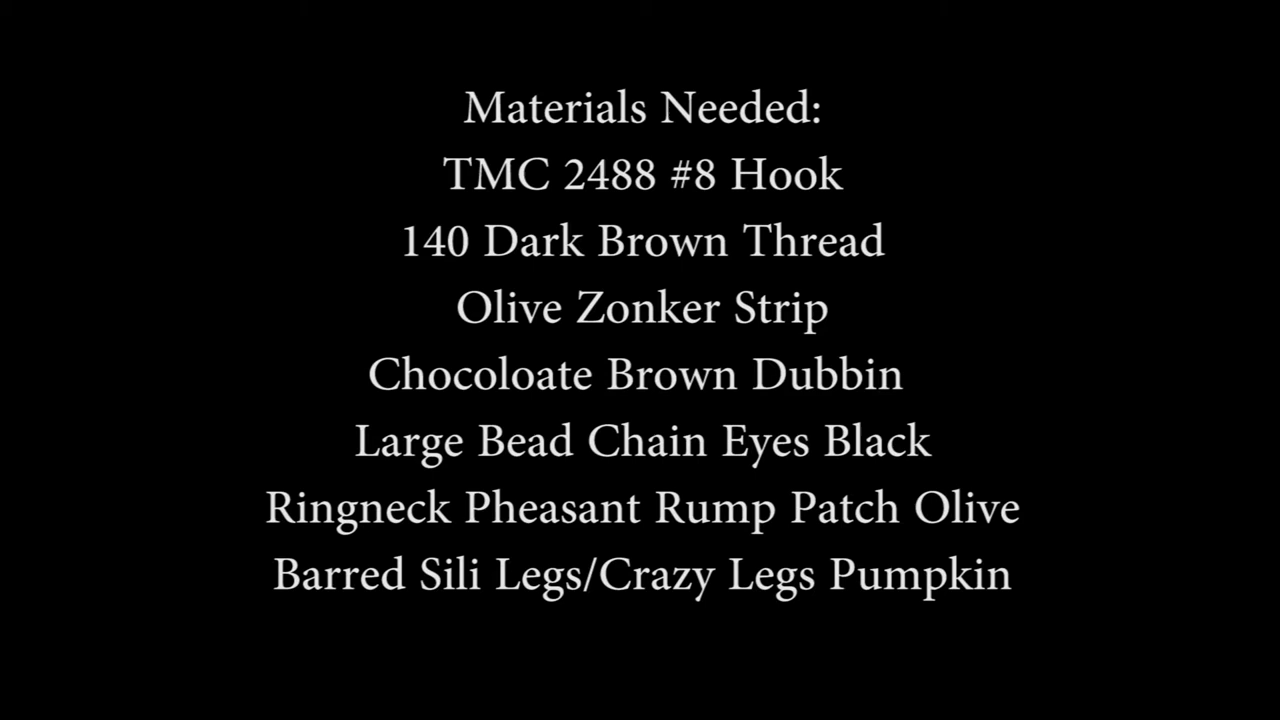 Materials Needed:
TMC 2488 #8 Hook
140 Dark Brown Thread
Olive Zonker Strip
Chocoloate Brown Dubbin
Large Bead Chain Eyes Black
Ringneck Pheasant Rump Patch Olive
Barred Sili Legs/Crazy Legs Pumpkin